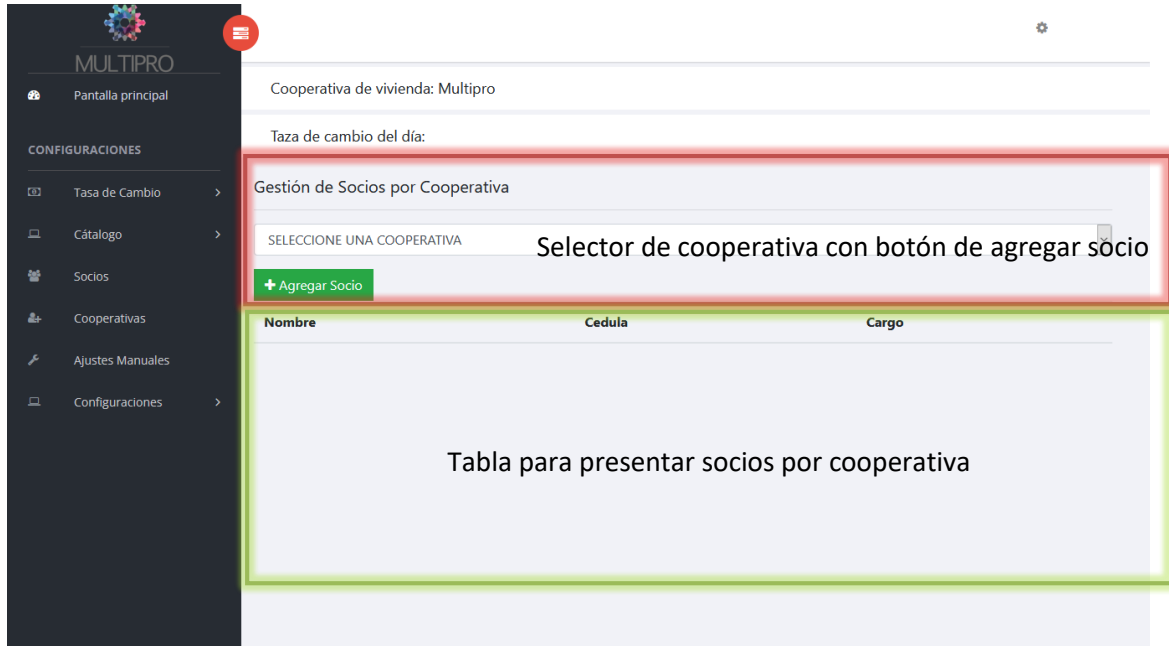 MULTIPRO
Pantalla principal
CONFIGURACIONES
Tasa de Cambio
Cátalogo
Socios
Cooperativas
Ajustes Manuales
Configuraciones
Cooperativa de vivienda: Multipro
Taza de cambio del día:
Gestión de Socios por Cooperativa
SELECCIONE UNA COOPERATIVA
Selector de cooperativa con botón de agregar socio
Agregar Socio
Nombre Cedula Cargo
Tabla para presentar socios por cooperativa